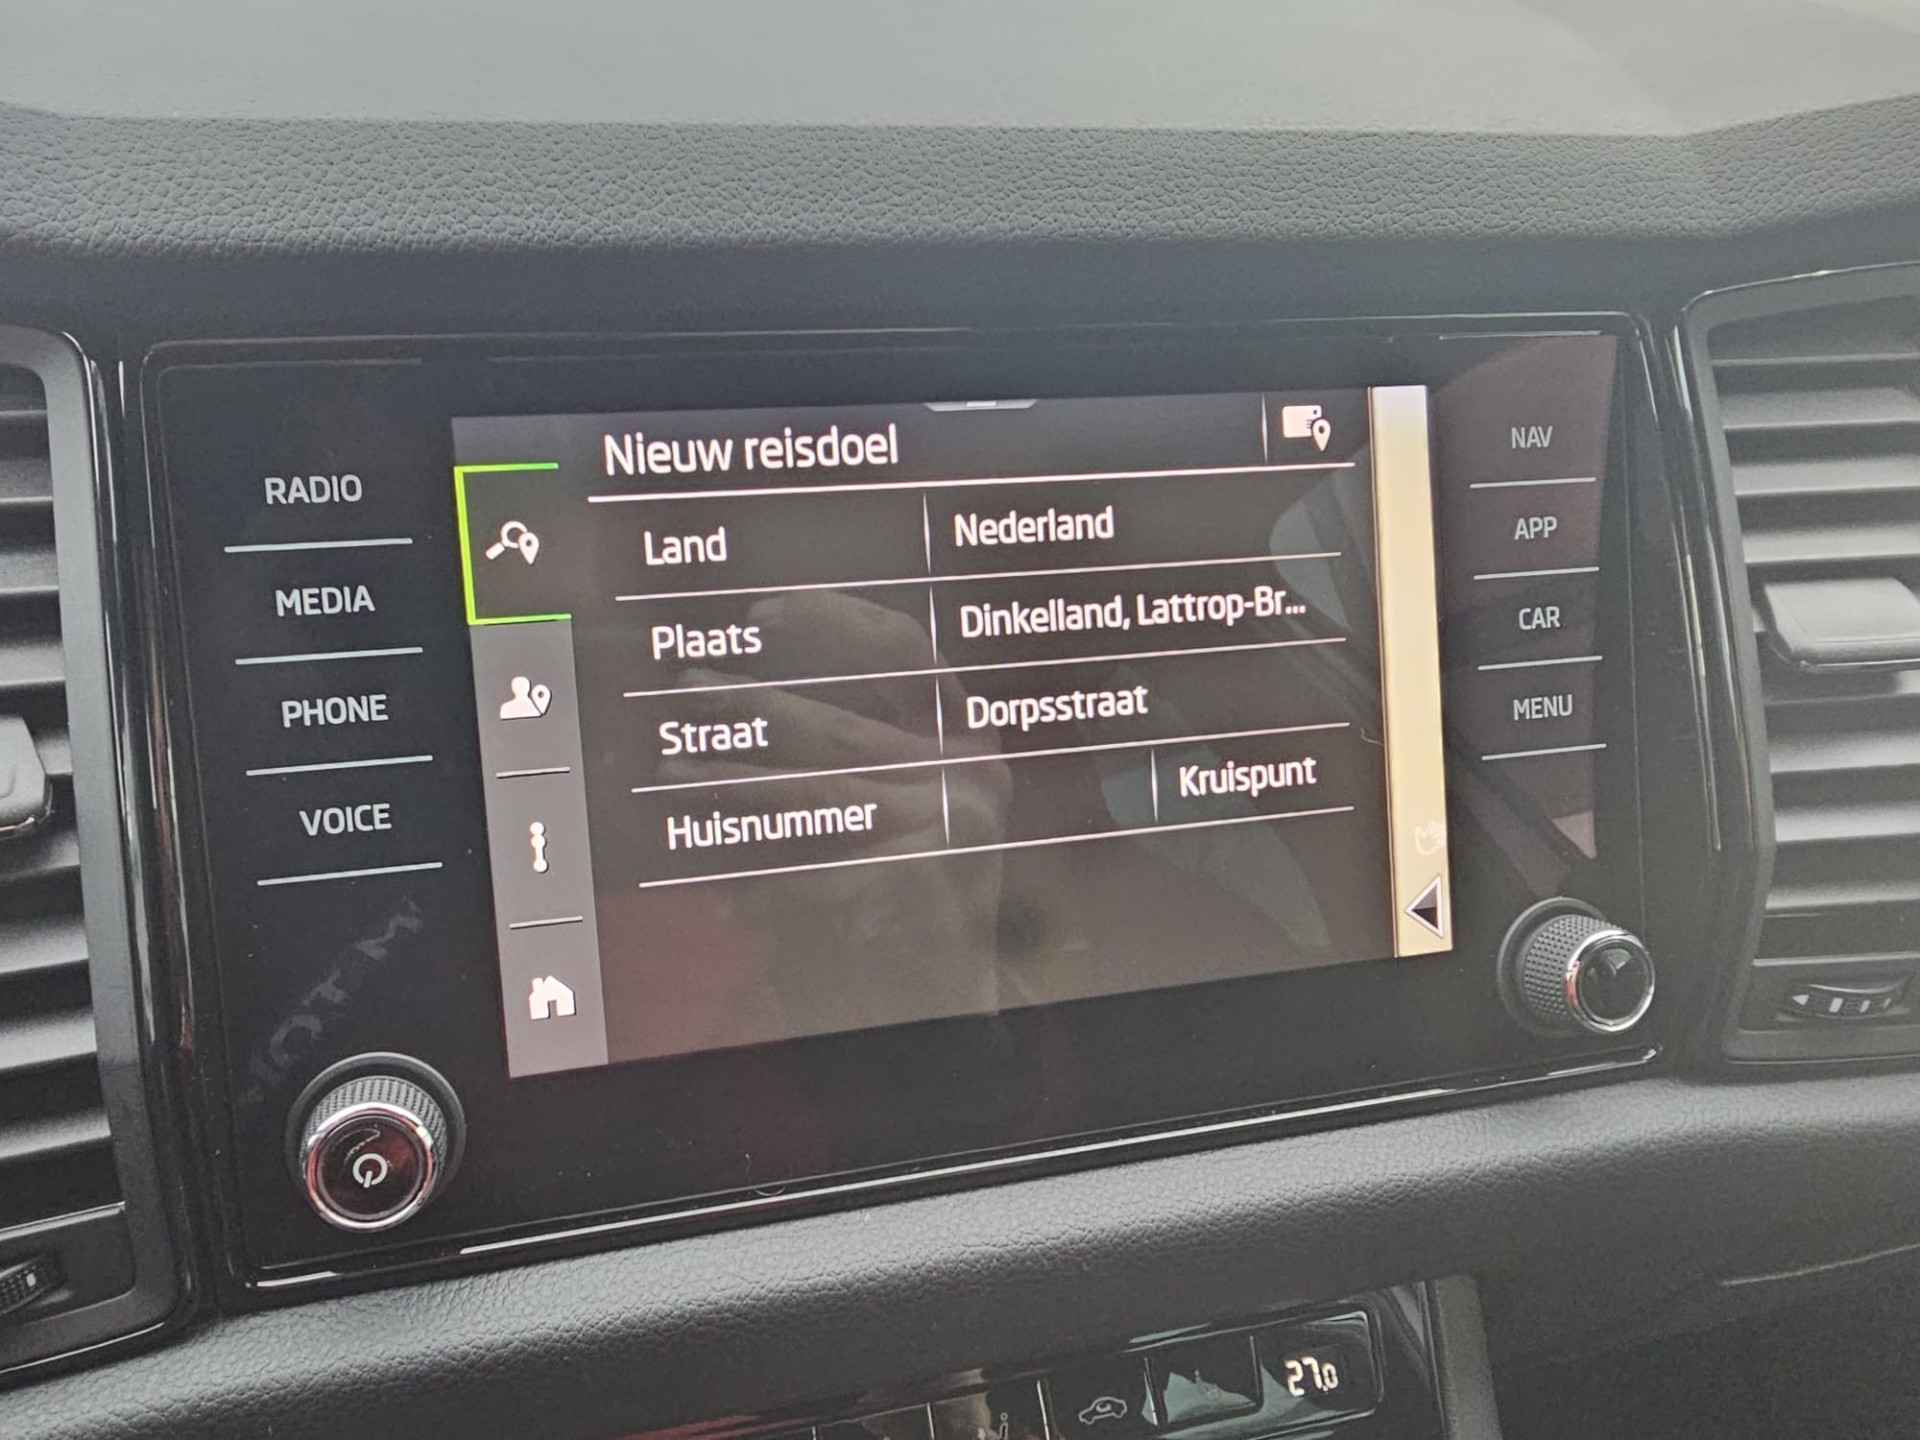 RADIO
MEDIA
PHONE
VOICE
Nieuw reisdoel
Land Nederland
Plaats Dinkelland, Lattrop-Br...
Straat Dorpsstraat
Huisnummer Kruispunt
NAV
APP
CAR
MENU
27.0